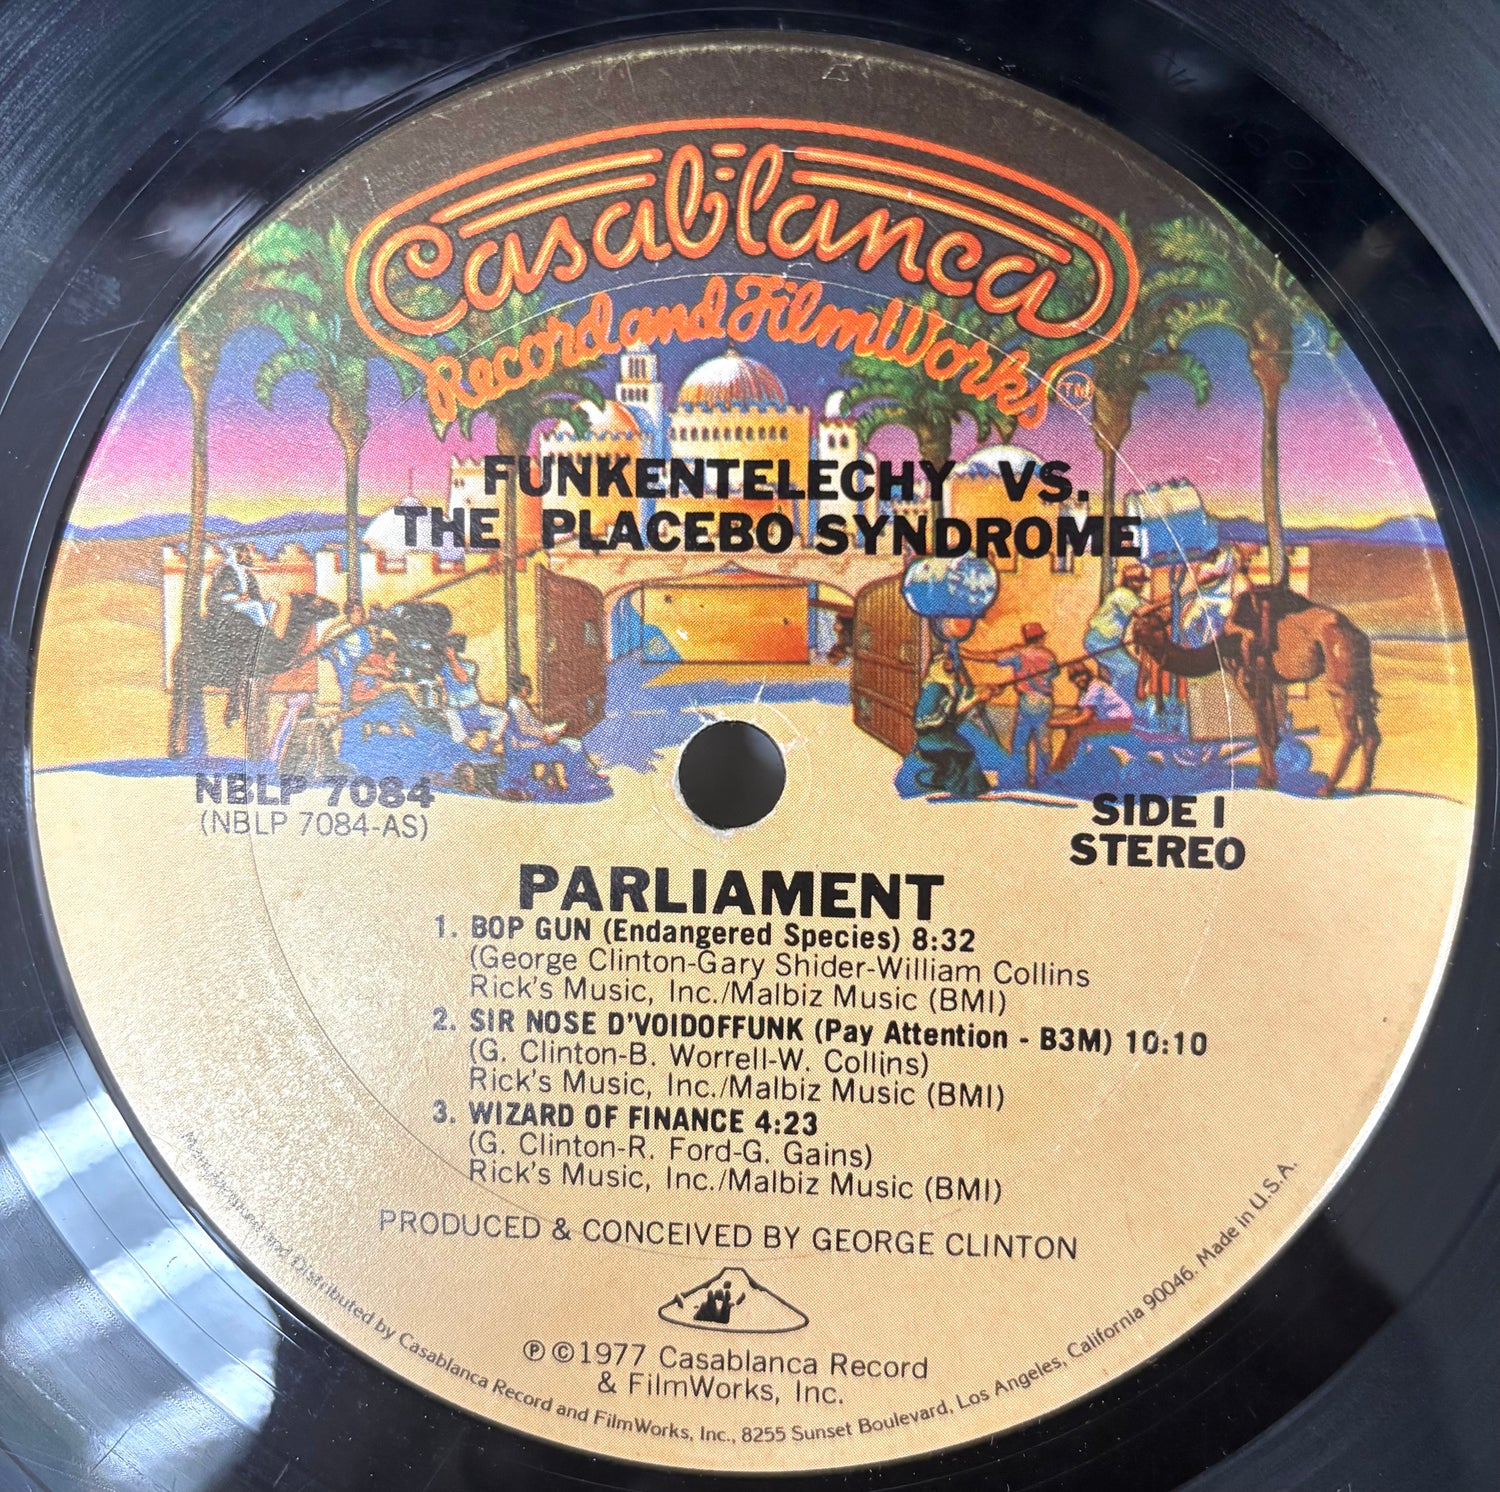 Casablanca
Record and FilmWorks TM
FUNKENTELECHY VS.
THE PLACEBO SYNDROME
NBLP 7084
(NBLP 7084-AS)
SIDE I
STEREO
PARLIAMENT
1. BOP GUN (Endangered Species) 8:32
(George Clinton-Gary Shider-William Collins
Rick's Music, Inc./Malbiz Music (BMI)
2. SIR NOSE D'VOIDOFFUNK (Pay Attention - B3M) 10:10
(G. Clinton-B. Worrell-W. Collins)
Rick's Music, Inc./Malbiz Music (BMI)
3. WIZARD OF FINANCE 4:23
(G. Clinton-R. Ford-G. Gains)
Rick's Music, Inc./Malbiz Music (BMI)
PRODUCED & CONCEIVED BY GEORGE CLINTON
℗©1977 Casablanca Record
& FilmWorks, Inc.
Manufactured and Distributed by Casablanca Record and FilmWorks, Inc., 8255 Sunset Boulevard, Los Angeles, California 90046. Made in U.S.A.